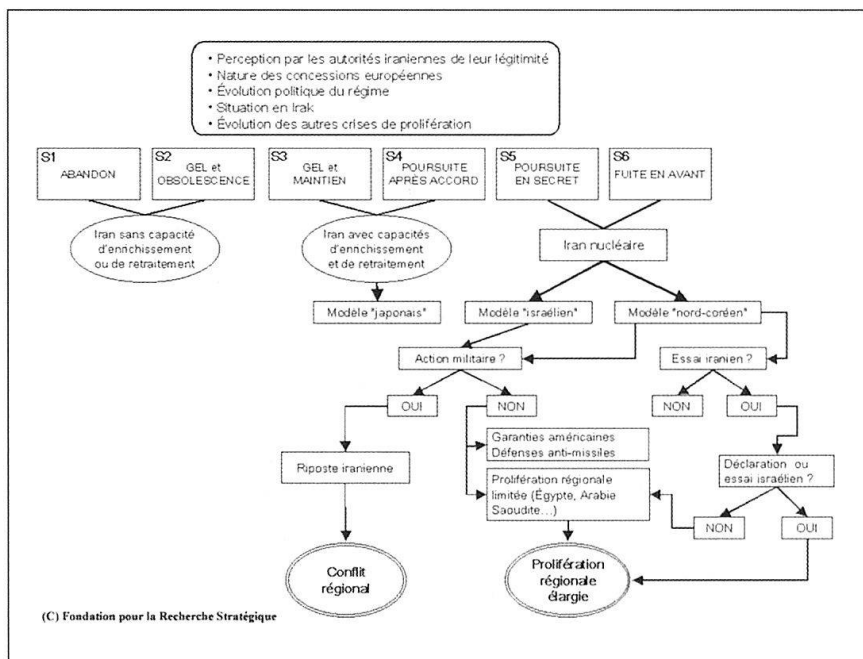 • Perception par les autorités iraniennes de leur légitimité
• Nature des concessions européennes
• Évolution politique du régime
• Situation en Irak
• Évolution des autres crises de prolifération
S1
ABANDON
S2
GEL et
OBSOLESCENCE
S3
GEL et
MAINTIEN
S4
POURSUITE
APRÈS ACCORD
S5
POURSUITE
EN SECRET
S6
FUITE EN AVANT
Iran sans capacité
d'enrichissement
ou de retraitement
Iran avec capacités
d'enrichissement
et de retraitement
Iran nucléaire
Modèle "japonais"
Modèle "israélien"
Modèle "nord-coréen"
Action militaire ?
Essai iranien ?
OUI
NON
NON
OUI
Garanties américaines
Défenses anti-missiles
Riposte iranienne
Prolifération régionale
limitée (Égypte, Arabie
Saoudite...)
Déclaration ou
essai israélien ?
NON
OUI
Conflit
régional
Prolifération
régionale
élargie
(C) Fondation pour la Recherche Stratégique